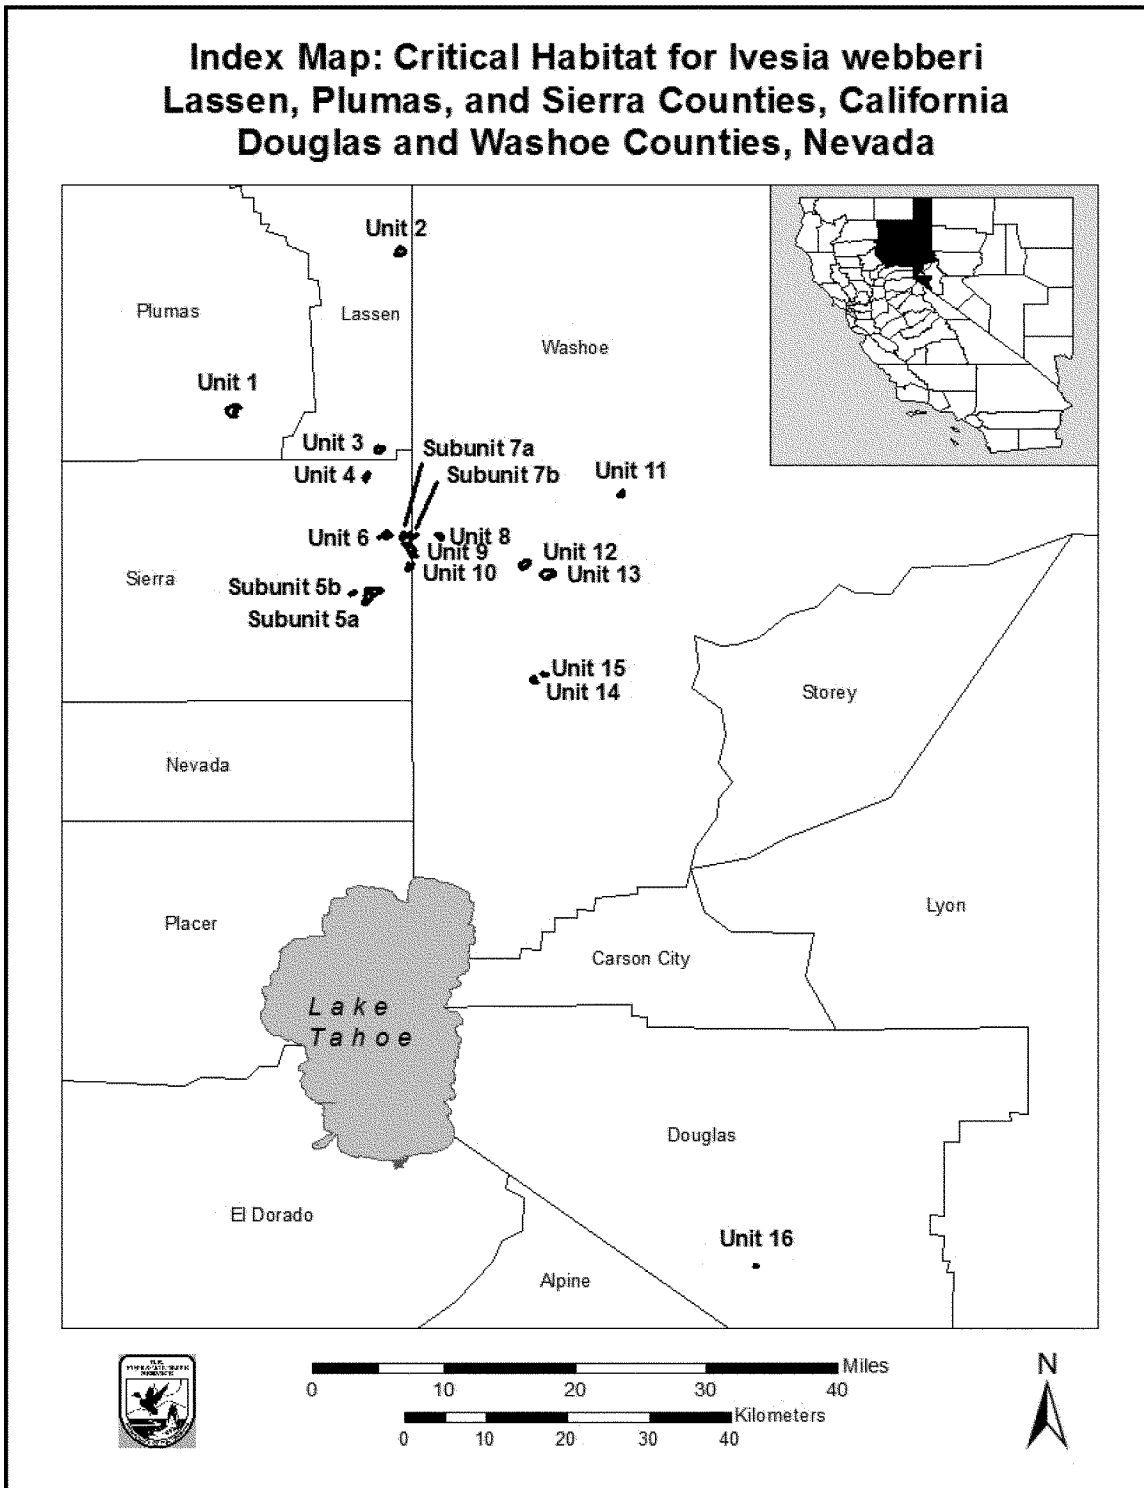 Index Map: Critical Habitat for Ivesia webberi
Lassen, Plumas, and Sierra Counties, California
Douglas and Washoe Counties, Nevada
Unit 2
Plumas
Lassen
Washoe
Unit 1
Unit 3
Subunit 7a
Unit 4
Subunit 7b
Unit 11
Unit 6
Unit 8
Unit 9
Unit 12
Unit 10
Unit 13
Sierra
Subunit 5b
Subunit 5a
Unit 15
Unit 14
Storey
Nevada
Placer
Lyon
Carson City
Lake
Tahoe
Douglas
El Dorado
Unit 16
Alpine
Miles
0 10 20 30 40
Kilometers
0 10 20 30 40
N